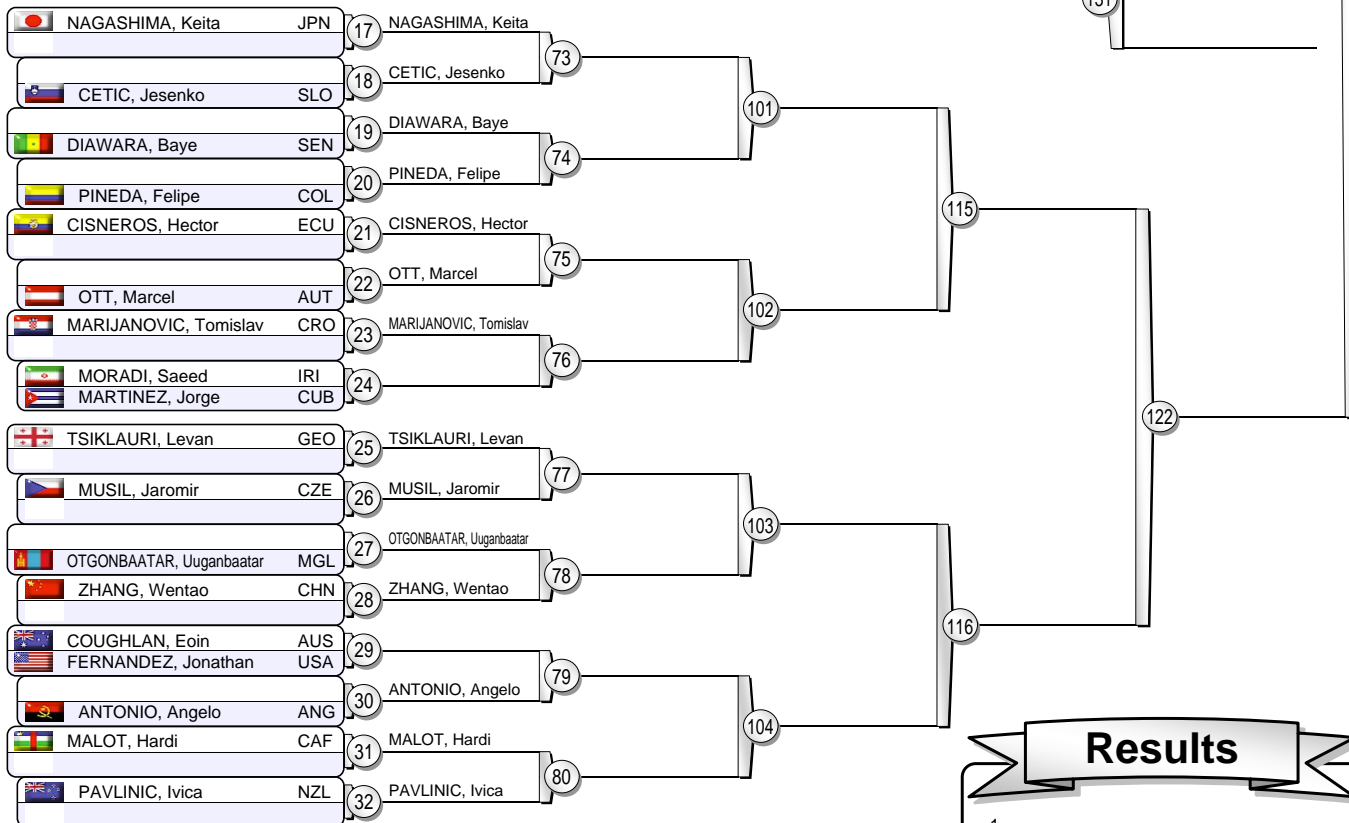 131
NAGASHIMA, Keita JPN 17 NAGASHIMA, Keita
73
CETIC, Jesenko SLO 18 CETIC, Jesenko
101
DIAWARA, Baye SEN 19 DIAWARA, Baye
74
PINEDA, Felipe COL 20 PINEDA, Felipe
115
CISNEROS, Hector ECU 21 CISNEROS, Hector
75
OTT, Marcel AUT 22 OTT, Marcel
102
MARIJANOVIC, Tomislav CRO 23 MARIJANOVIC, Tomislav
76
MORADI, Saeed IRI 24
MARTINEZ, Jorge CUB
122
TSIKLAURI, Levan GEO 25 TSIKLAURI, Levan
77
MUSIL, Jaromir CZE 26 MUSIL, Jaromir
103
OTGONBAATAR, Uuganbaatar MGL 27 OTGONBAATAR, Uuganbaatar
78
ZHANG, Wentao CHN 28 ZHANG, Wentao
116
COUGHLAN, Eoin AUS 29
FERNANDEZ, Jonathan USA
79
ANTONIO, Angelo ANG 30 ANTONIO, Angelo
104
MALOT, Hardi CAF 31 MALOT, Hardi
80
PAVLINIC, Ivica NZL 32 PAVLINIC, Ivica
Results